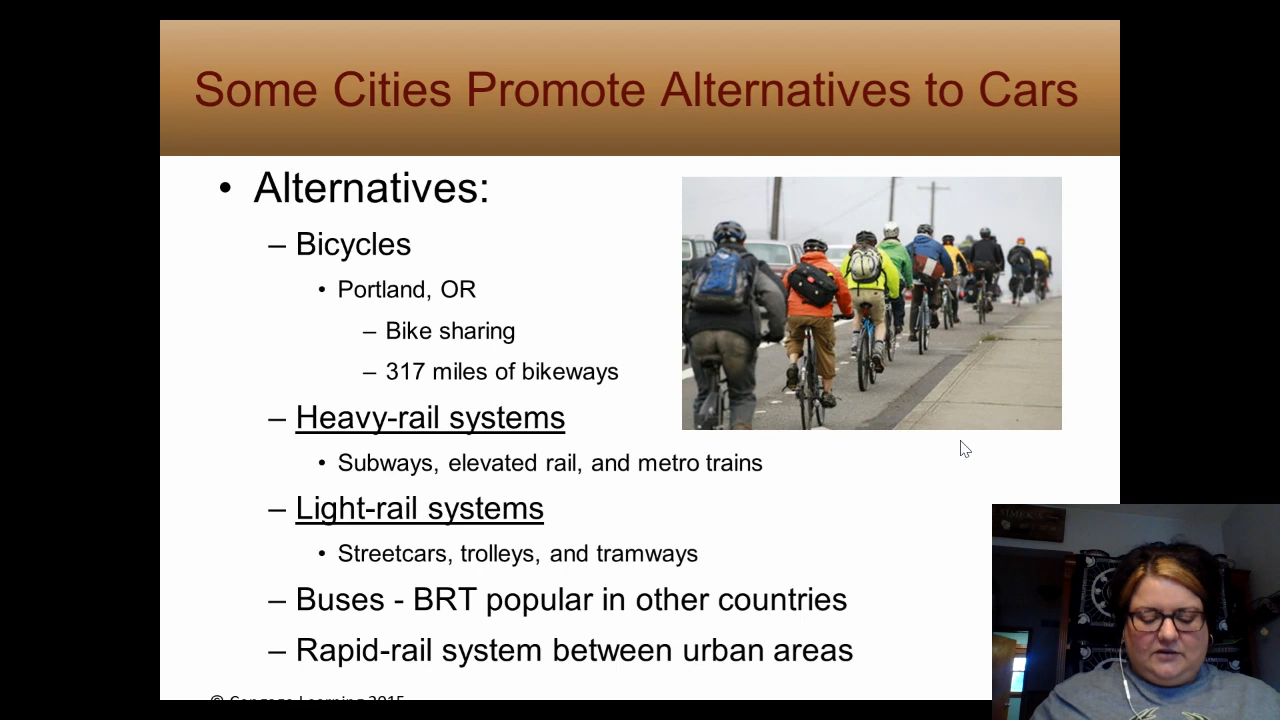 Some Cities Promote Alternatives to Cars
• Alternatives:
– Bicycles
• Portland, OR
– Bike sharing
– 317 miles of bikeways
– Heavy-rail systems
• Subways, elevated rail, and metro trains
– Light-rail systems
• Streetcars, trolleys, and tramways
– Buses - BRT popular in other countries
– Rapid-rail system between urban areas
© Cengage Learning 2015